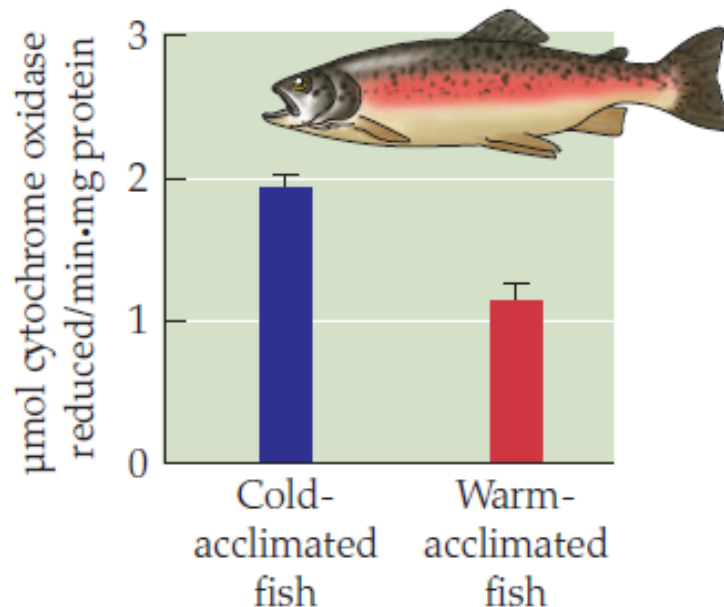 µmol cytochrome oxidase
reduced/min•mg protein
3
2
1
0
Cold-
acclimated
fish
Warm-
acclimated
fish